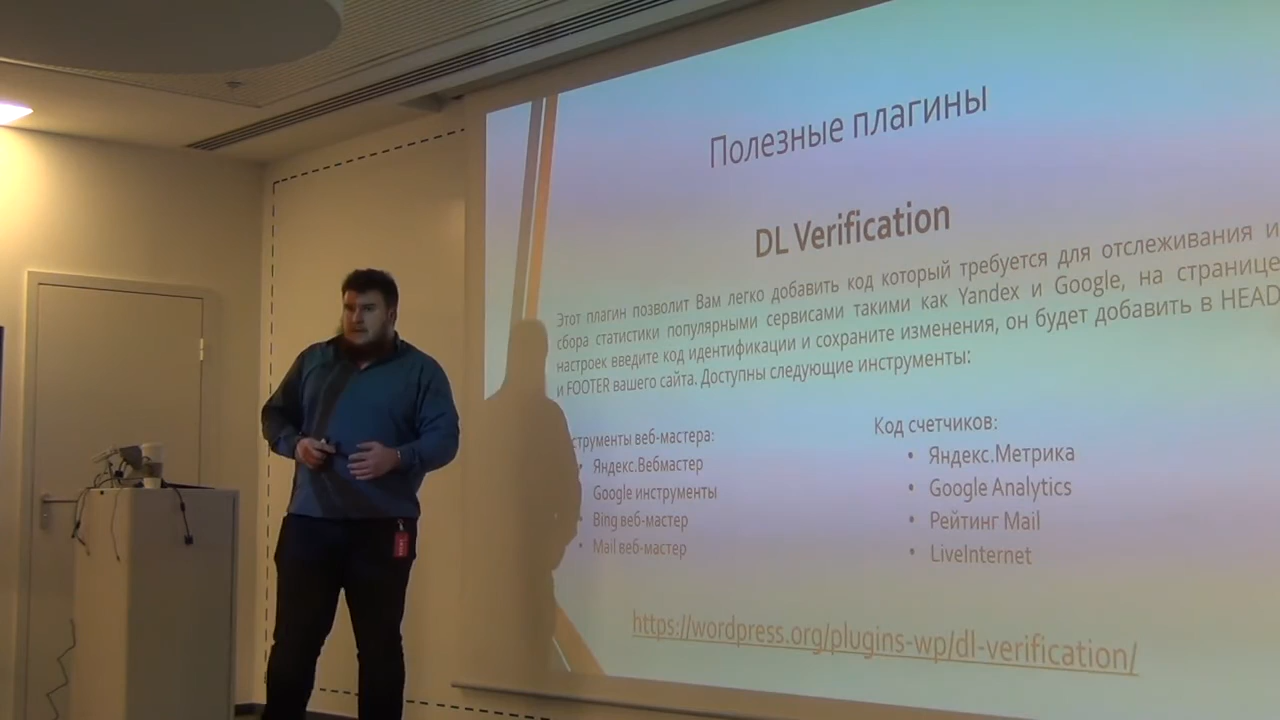 Полезные плагины
DL Verification
Этот плагин позволит Вам легко добавить код который требуется для отслеживания и
сбора статистики популярными сервисами такими как Yandex и Google, на странице
настроек введите код идентификации и сохраните изменения, он будет добавить в HEAD
и FOOTER вашего сайта. Доступны следующие инструменты:
струменты веб-мастера:
• Яндекс.Вебмастер
Google инструменты
• Bing веб-мастер
• Mail веб-мастер
Код счетчиков:
• Яндекс.Метрика
• Google Analytics
• Рейтинг Mail
• LiveInternet
https://wordpress.org/plugins-wp/dl-verification/